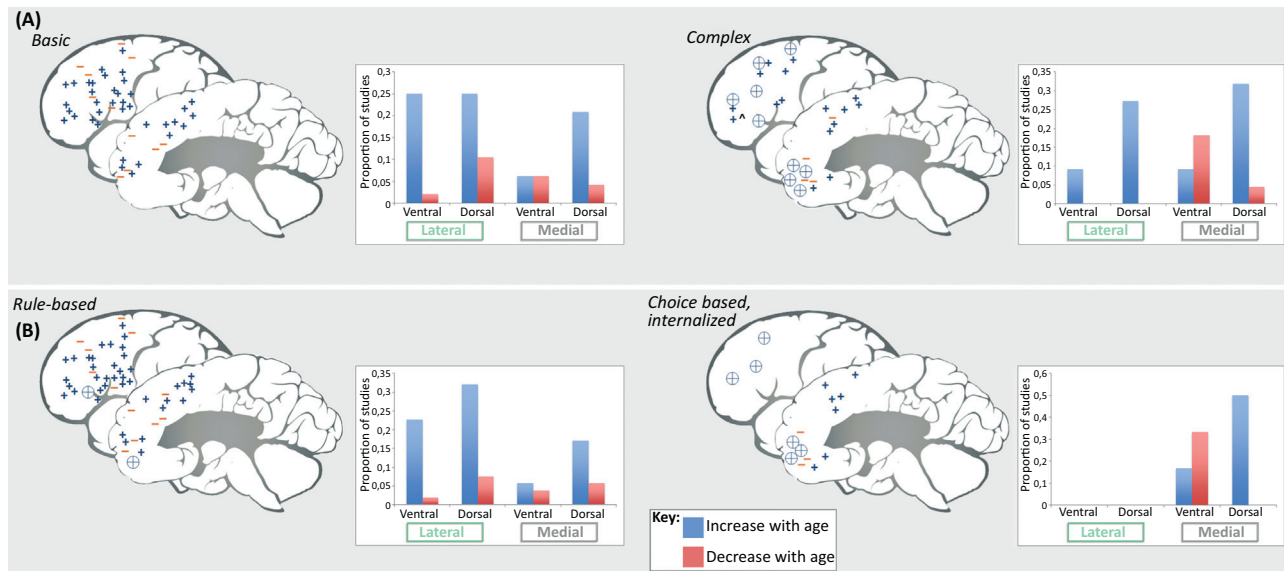 (A)
Basic
Proportion of studies
0,3
0,25
0,2
0,15
0,1
0,05
0
Ventral Dorsal Ventral Dorsal
Lateral Medial
Complex
Proportion of studies
0,35
0,3
0,25
0,2
0,15
0,1
0,05
0
Ventral Dorsal Ventral Dorsal
Lateral Medial
Rule-based
(B)
Proportion of studies
0,35
0,3
0,25
0,2
0,15
0,1
0,05
0
Ventral Dorsal Ventral Dorsal
Lateral Medial
Choice based,
internalized
Proportion of studies
0,6
0,5
0,4
0,3
0,2
0,1
0
Ventral Dorsal Ventral Dorsal
Lateral Medial
Key:
Increase with age
Decrease with age